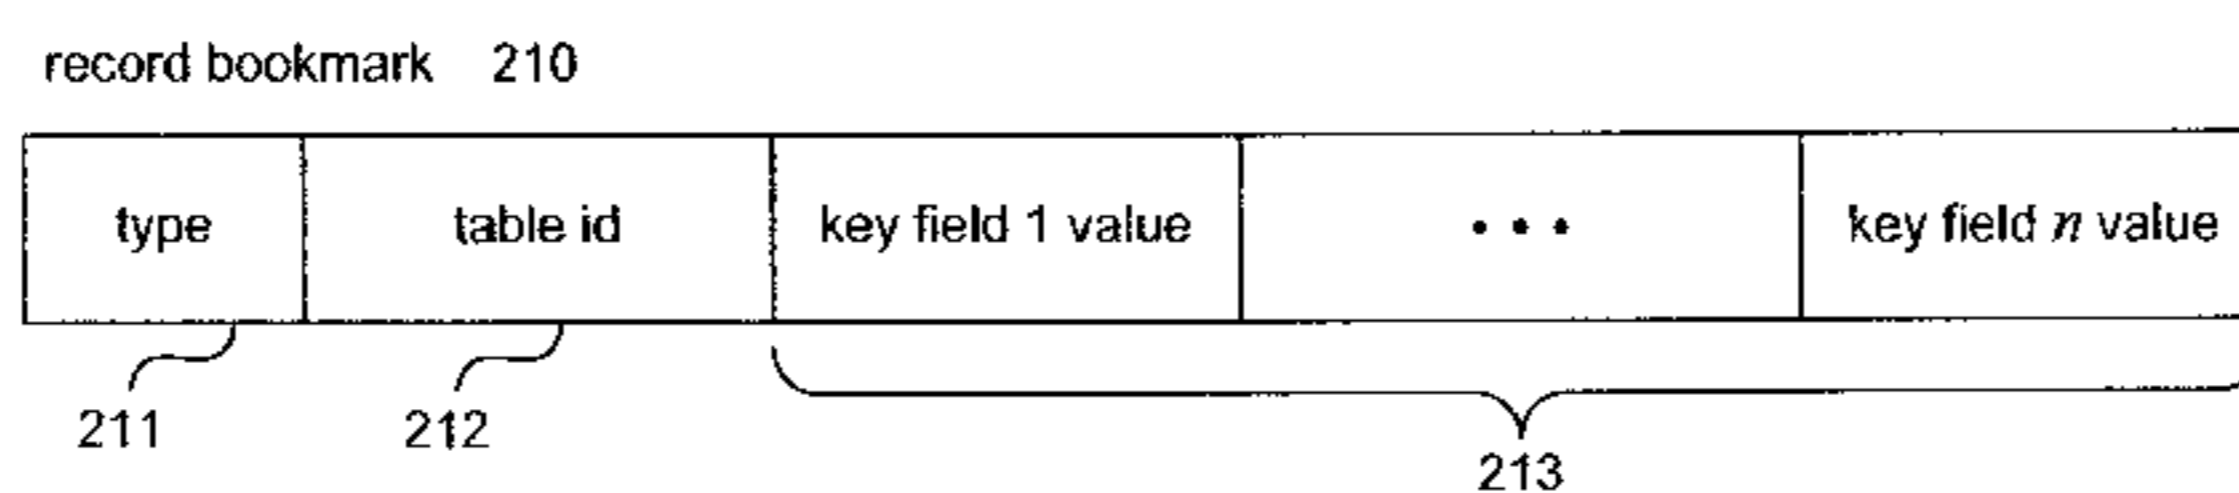 record bookmark 210
type table id key field 1 value • • • key field n value
211 212
213